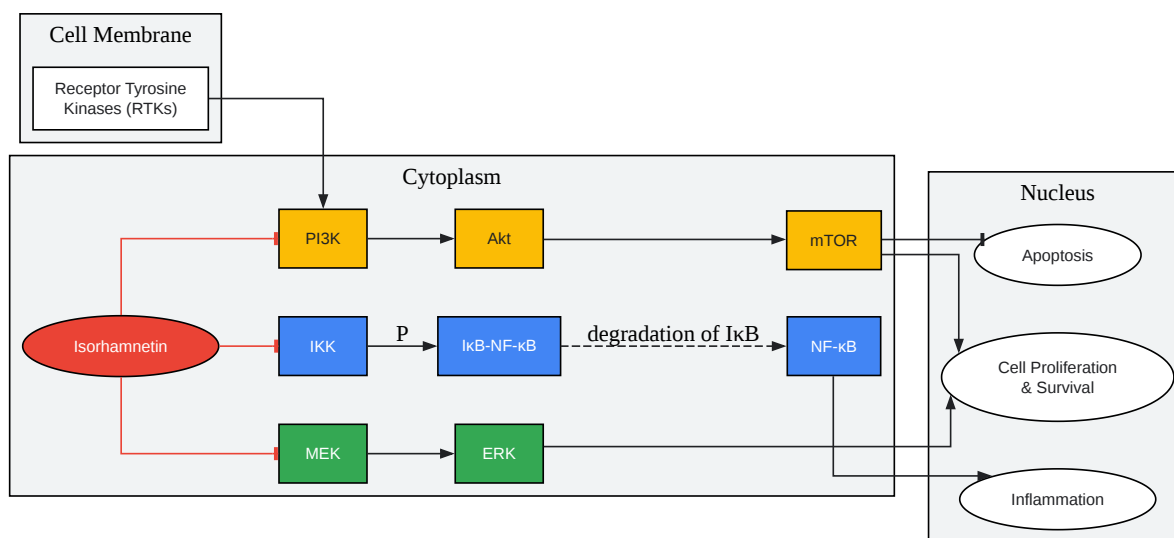 Cell Membrane
Receptor Tyrosine
Kinases (RTKs)
Cytoplasm
Nucleus
PI3K
Akt
mTOR
Apoptosis
Isorhamnetin
IKK
P
IκB-NF-κB
degradation of IκB
NF-κB
Cell Proliferation
& Survival
MEK
ERK
Inflammation